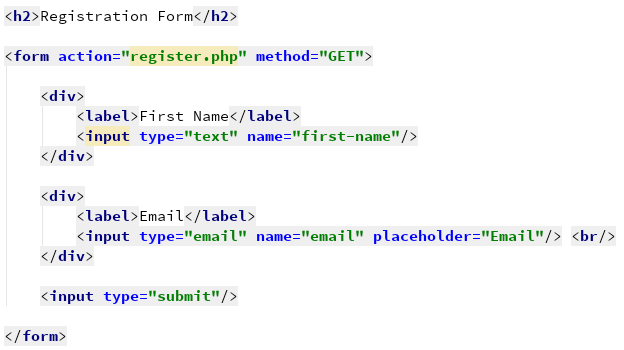 <h2>Registration Form</h2>
<form action="register.php" method="GET">
<div>
<label>First Name</label>
<input type="text" name="first-name"/>
</div>
<div>
<label>Email</label>
<input type="email" name="email" placeholder="Email"/> <br/>
</div>
<input type="submit"/>
</form>